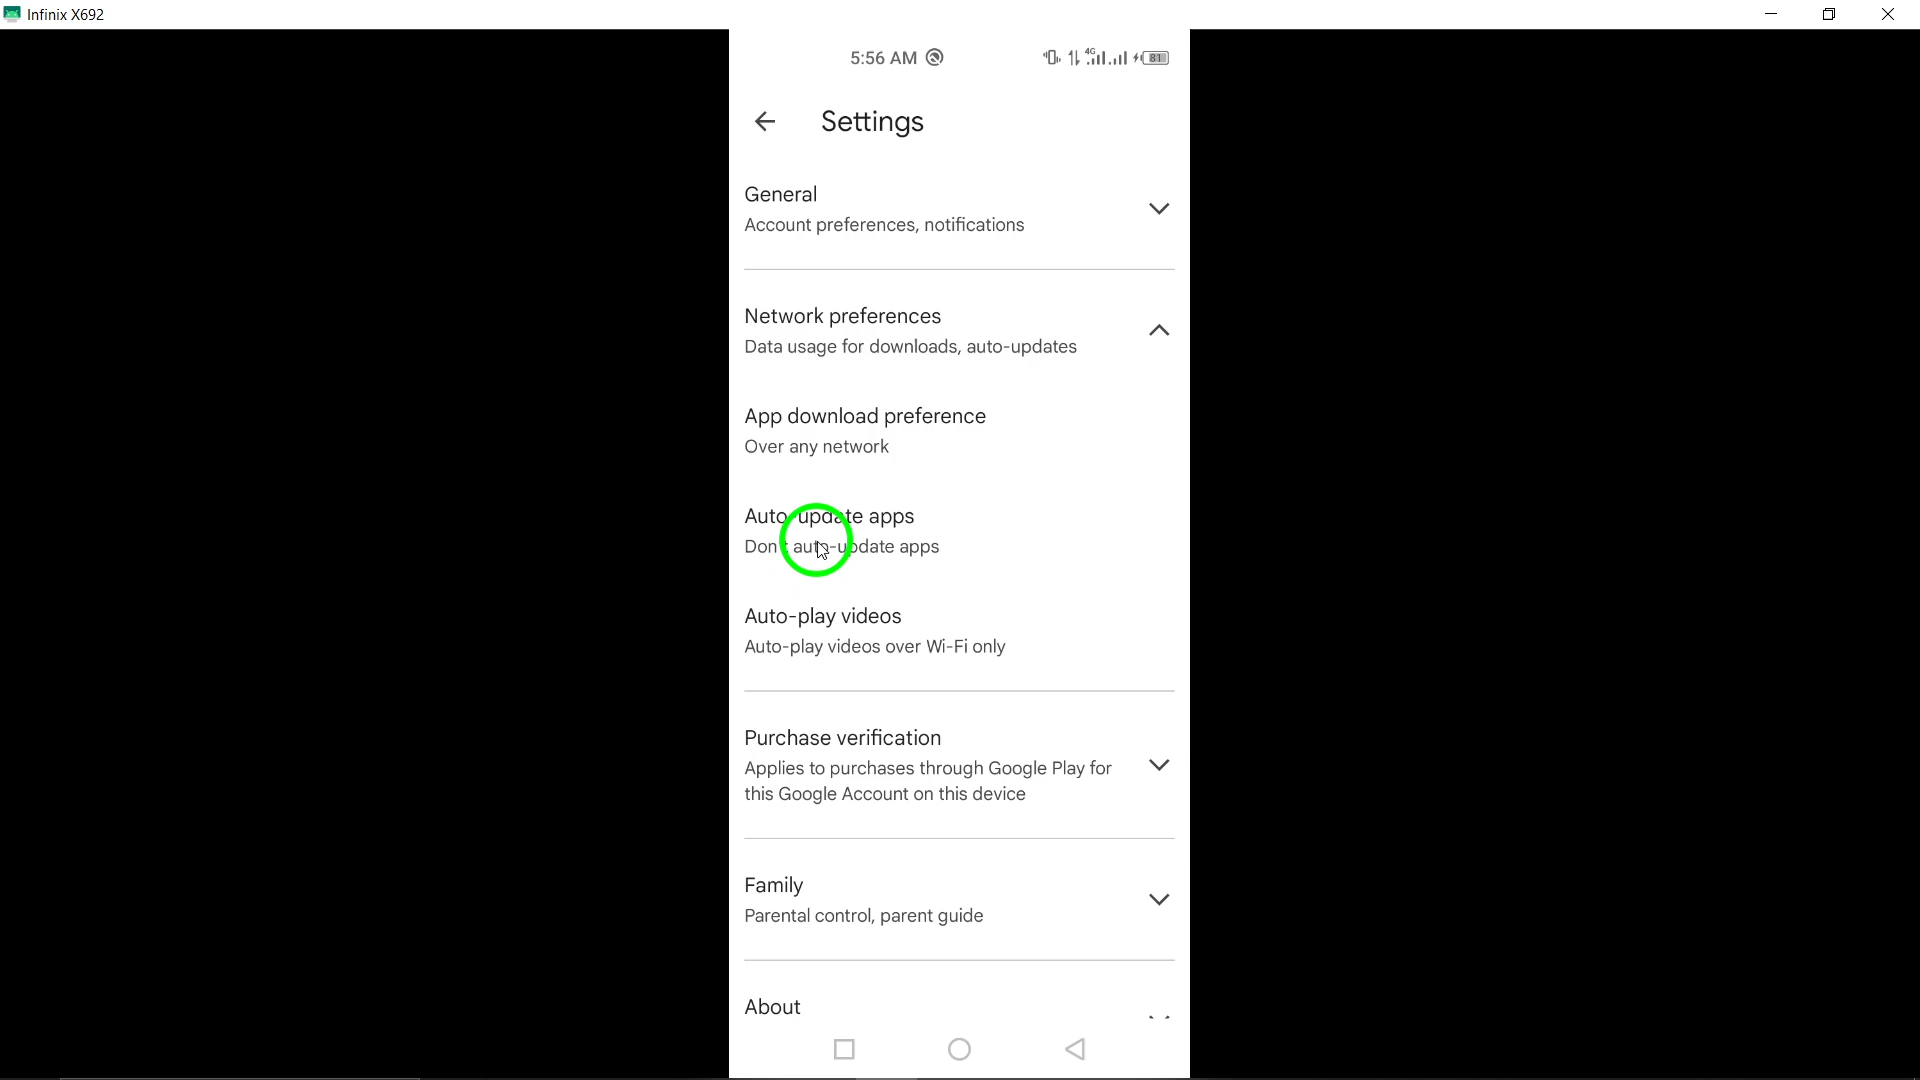 Infinix X692
5:56 AM 4G 81
Settings
General
Account preferences, notifications
Network preferences
Data usage for downloads, auto-updates
App download preference
Over any network
Auto-update apps
Don't auto-update apps
Auto-play videos
Auto-play videos over Wi-Fi only
Purchase verification
Applies to purchases through Google Play for
this Google Account on this device
Family
Parental control, parent guide
About